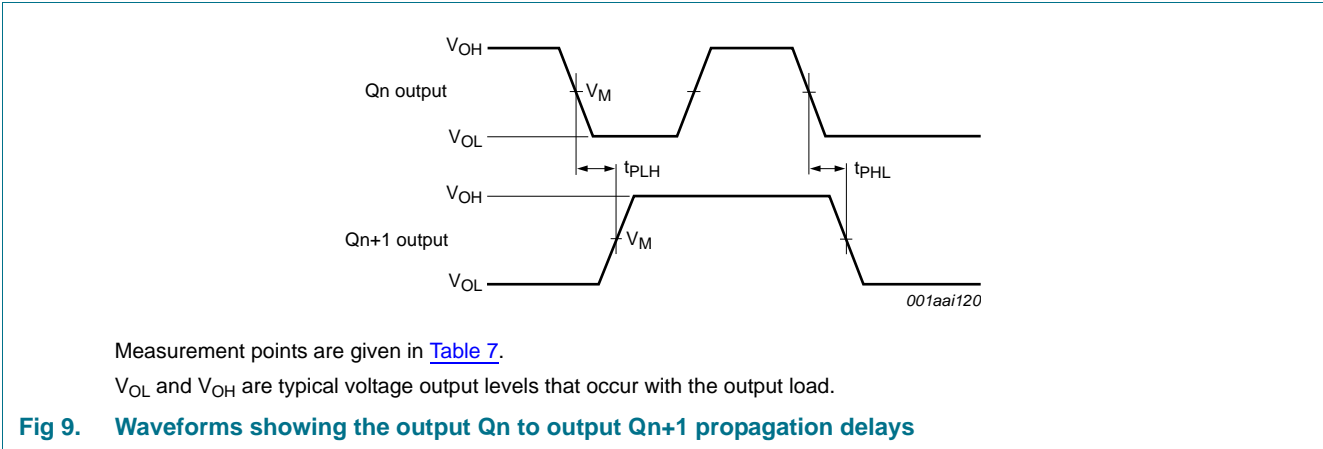 VOH
Qn output
VM
VOL
tPLH
tPHL
VOH
Qn+1 output
VM
VOL
001aai120
Measurement points are given in Table 7.
VOL and VOH are typical voltage output levels that occur with the output load.
Fig 9. Waveforms showing the output Qn to output Qn+1 propagation delays